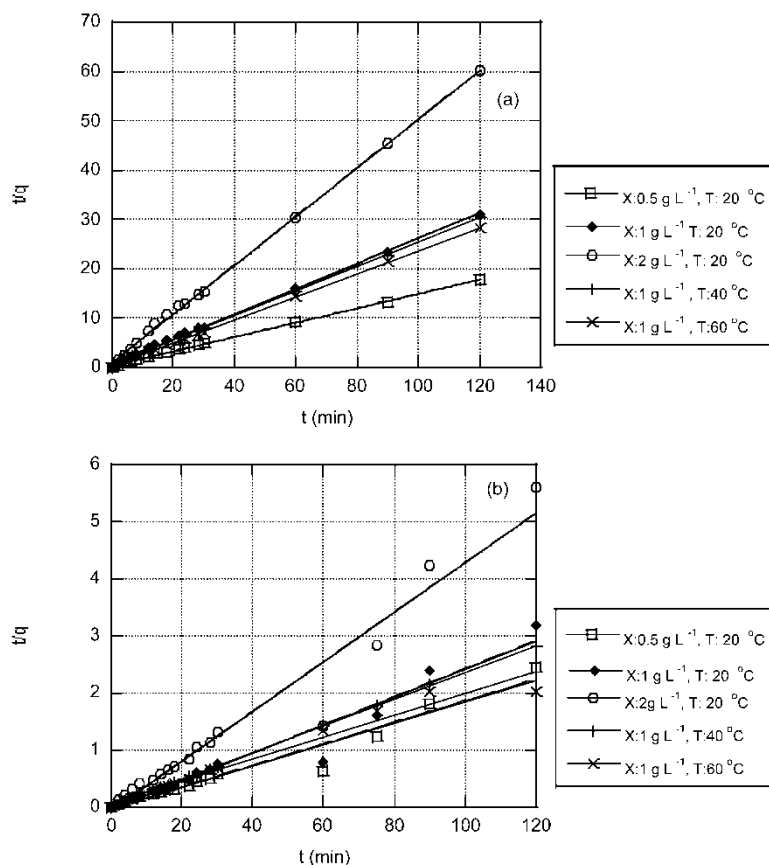 70
60
50
40
30
20
10
0
t/q
(a)
0 20 40 60 80 100 120 140
t (min)
X:0.5 g L⁻¹, T: 20 °C
X:1 g L⁻¹ T: 20 °C
X:2 g L⁻¹, T: 20 °C
X:1 g L⁻¹, T:40 °C
X:1 g L⁻¹, T:60 °C
6
5
4
3
2
1
0
t/q
(b)
0 20 40 60 80 100 120
t (min)
X:0.5 g L⁻¹, T: 20 °C
X:1 g L⁻¹, T: 20 °C
X:2g L⁻¹, T: 20 °C
X:1 g L⁻¹, T:40 °C
X:1 g L⁻¹, T:60 °C